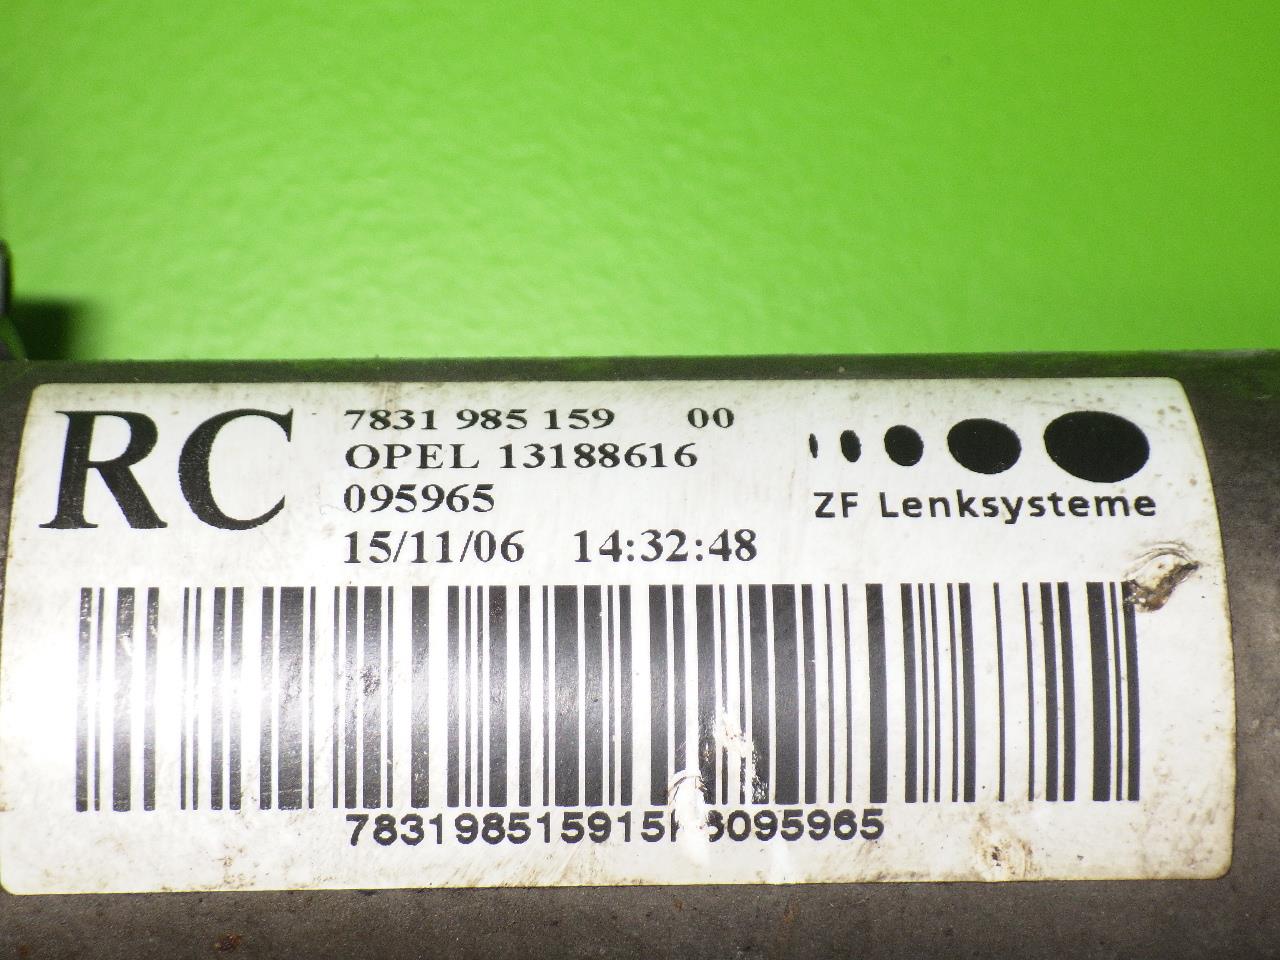 RC
7831 985 159 00
OPEL 13188616
095965
15/11/06 14:32:48
ZF Lenksysteme